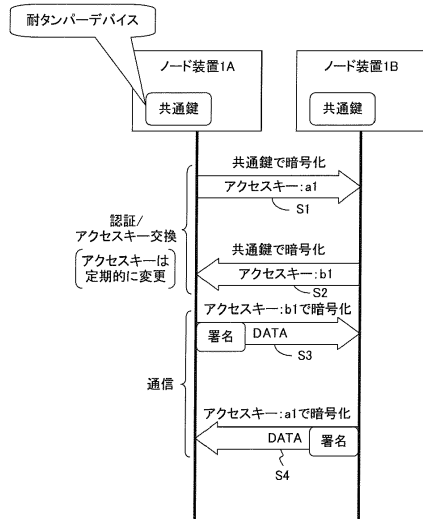 耐タンパーデバイス
ノード装置1A
ノード装置1B
共通鍵
共通鍵
共通鍵で暗号化
アクセスキー:a1
S1
認証/
アクセスキー交換
アクセスキーは
定期的に変更
共通鍵で暗号化
アクセスキー:b1
S2
アクセスキー:b1で暗号化
署名 DATA
S3
通信
アクセスキー:a1で暗号化
DATA 署名
S4